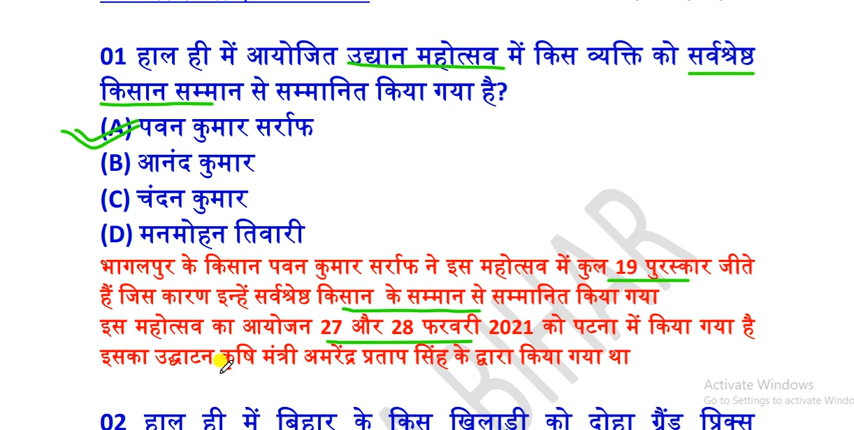 01 हाल ही में आयोजित उद्यान महोत्सव में किस व्यक्ति को सर्वश्रेष्ठ
किसान सम्मान से सम्मानित किया गया है?
(A) पवन कुमार सर्राफ
(B) आनंद कुमार
(C) चंदन कुमार
(D) मनमोहन तिवारी
भागलपुर के किसान पवन कुमार सर्राफ ने इस महोत्सव में कुल 19 पुरस्कार जीते
हैं जिस कारण इन्हें सर्वश्रेष्ठ किसान के सम्मान से सम्मानित किया गया
इस महोत्सव का आयोजन 27 और 28 फरवरी 2021 को पटना में किया गया है
इसका उद्घाटन कृषि मंत्री अमरेंद्र प्रताप सिंह के द्वारा किया गया था
BIHAR
Activate Windows
Go to Settings to activate Windows
02 हाल ही में बिहार के किस खिलाड़ी को दोहा ग्रैंड प्रिक्स